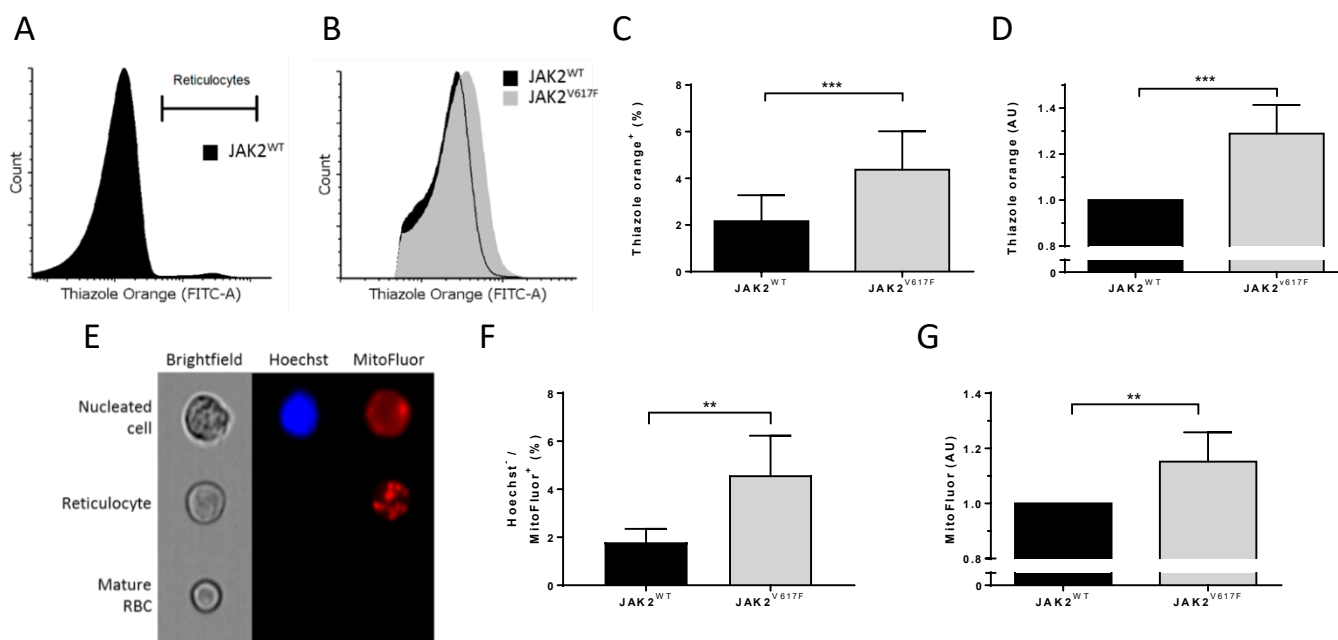 A
Reticulocytes
JAK2ᵂᵀ
Count
Thiazole Orange (FITC-A)
B
JAK2ᵂᵀ
JAK2ⱽ⁶¹⁷ᶠ
Count
Thiazole Orange (FITC-A)
C
Thiazole orange⁺ (%)
8
6
4
2
0
***
JAK2ᵂᵀ
JAK2ⱽ⁶¹⁷ᶠ
D
Thiazole orange (AU)
1.4
1.2
1.0
0.8
0
***
JAK2ᵂᵀ
JAK2ⱽ⁶¹⁷ᶠ
E
Brightfield Hoechst MitoFluor
Nucleated
cell
Reticulocyte
Mature
RBC
F
Hoechst⁻ /
MitoFluor⁺ (%)
8
6
4
2
0
**
JAK2ᵂᵀ
JAK2ⱽ⁶¹⁷ᶠ
G
MitoFluor (AU)
1.4
1.2
1.0
0.8
0
**
JAK2ᵂᵀ
JAK2ⱽ⁶¹⁷ᶠ